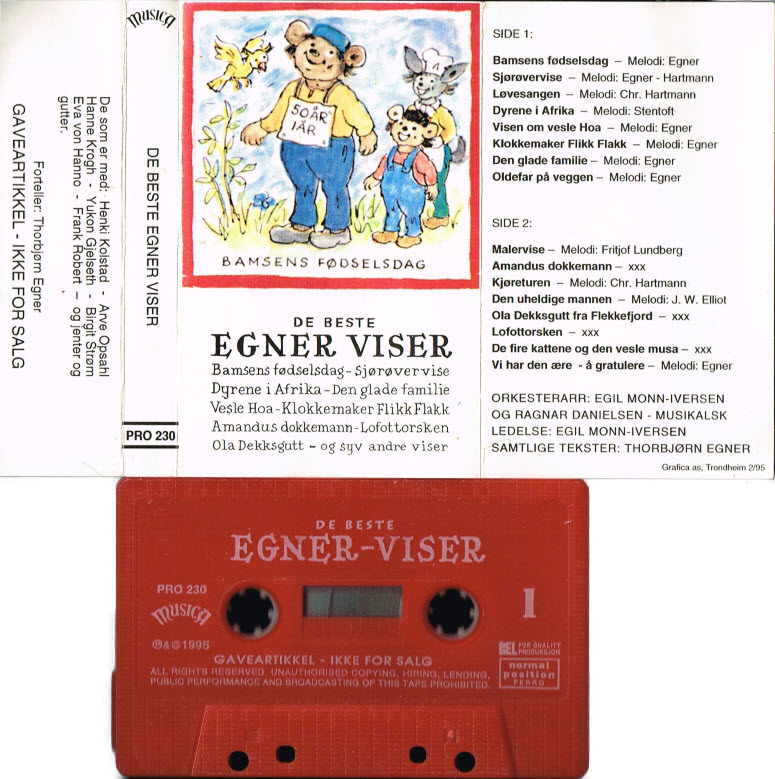 De som er med: Henki Kolstad - Arve Opsahl
Hanne Krogh - Yukon Gjelseth - Birgit Strøm
Eva von Hanno - Frank Robert - og jenter og
gutter.
Forteller: Thorbjørn Egner
GAVEARTIKKEL - IKKE FOR SALG
MUSICA
DE BESTE EGNER VISER
PRO 230
50 ÅR
I ÅR
BAMSENS FØDSELSDAG
DE BESTE
EGNER VISER
Bamsens fødselsdag - Sjørøvervise
Dyrene i Afrika - Den glade familie
Vesle Hoa - Klokkemaker Flikk Flakk
Amandus dokkemann - Lofottorsken
Ola Dekksgutt - og syv andre viser
SIDE 1:
Bamsens fødselsdag – Melodi: Egner
Sjørøvervise – Melodi: Egner - Hartmann
Løvesangen – Melodi: Chr. Hartmann
Dyrene i Afrika – Melodi: Stentoft
Visen om vesle Hoa – Melodi: Egner
Klokkemaker Flikk Flakk – Melodi: Egner
Den glade familie – Melodi: Egner
Oldefar på veggen – Melodi: Egner
SIDE 2:
Malervise – Melodi: Fritjof Lundberg
Amandus dokkemann – xxx
Kjøreturen – Melodi: Chr. Hartmann
Den uheldige mannen – Melodi: J. W. Elliot
Ola Dekksgutt fra Flekkefjord – xxx
Lofottorsken – xxx
De fire kattene og den vesle musa – xxx
Vi har den ære - å gratulere – Melodi: Egner
ORKESTERARR: EGIL MONN-IVERSEN
OG RAGNAR DANIELSEN - MUSIKALSK
LEDELSE: EGIL MONN-IVERSEN
SAMTLIGE TEKSTER: THORBJØRN EGNER
Grafica as, Trondheim 2/95
DE BESTE
EGNER-VISER
PRO 230
MUSICA
℗&©1995
1
BEL FOR QUALITY
PRODUKSJON
GAVEARTIKKEL - IKKE FOR SALG
ALL RIGHTS RESERVED. UNAUTHORISED COPYING, HIRING, LENDING,
PUBLIC PERFORMANCE AND BROADCASTING OF THIS TAPE PROHIBITED.
normal
position
FERRO